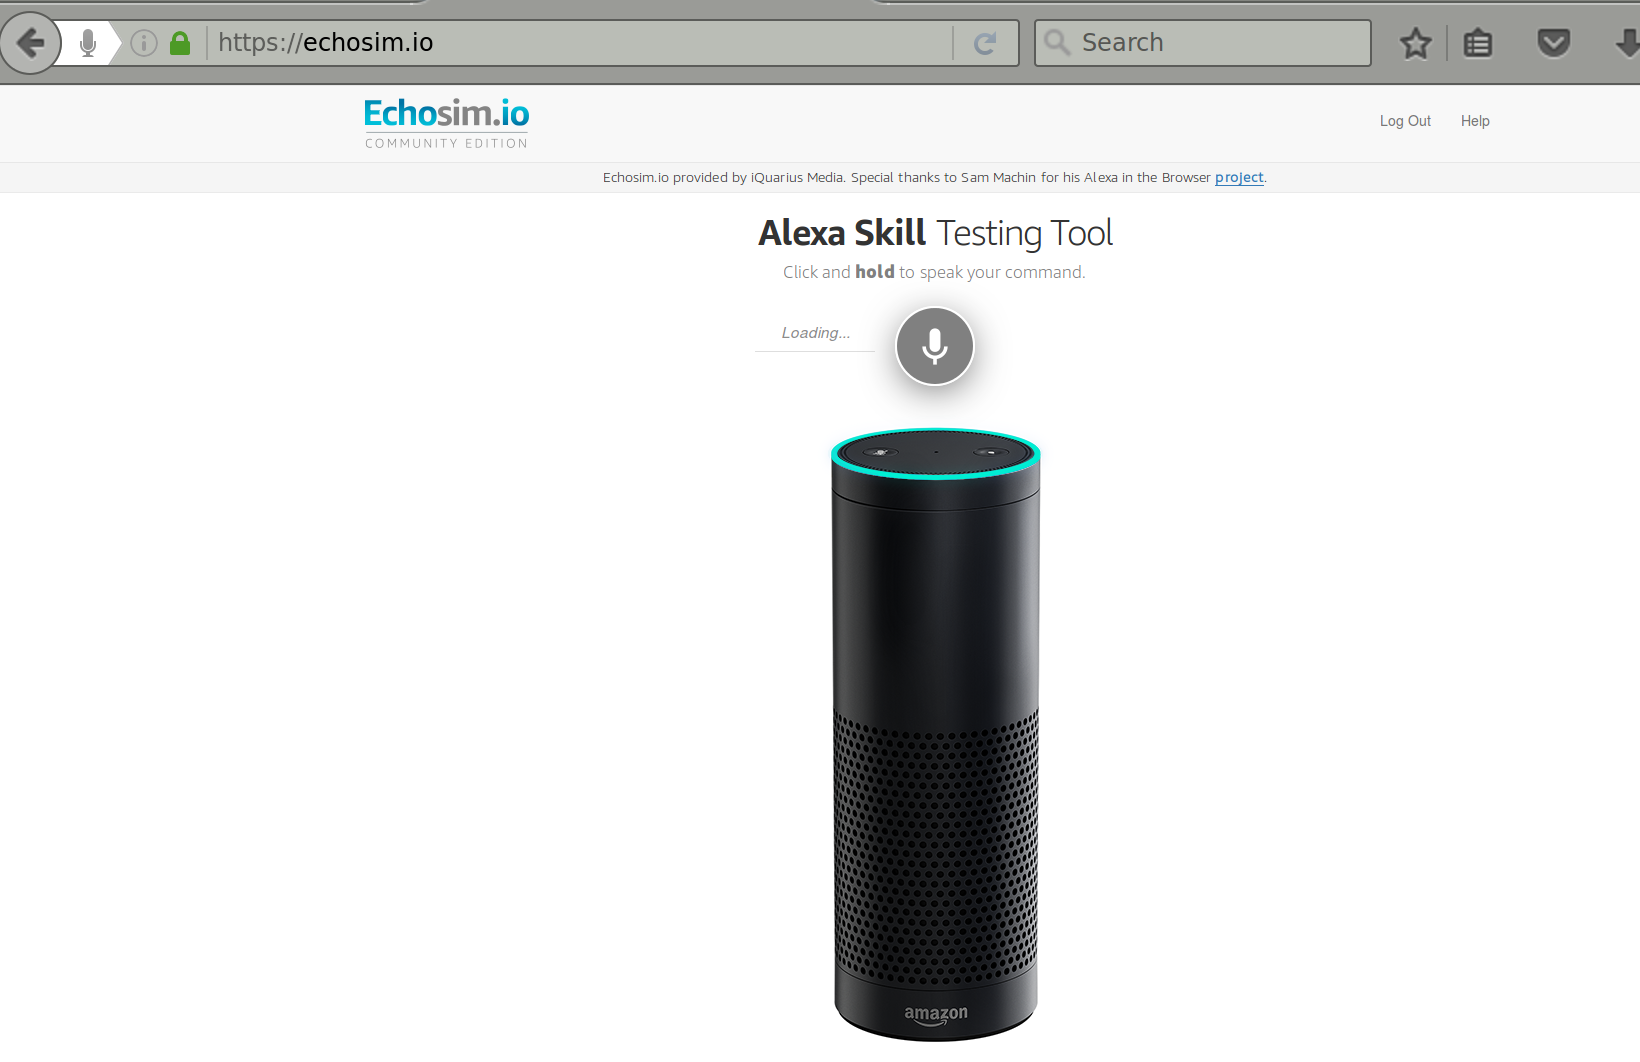 https://echosim.io
Search
Echosim.io
COMMUNITY EDITION
Log Out
Help
Echosim.io provided by iQuarius Media. Special thanks to Sam Machin for his Alexa in the Browser project.
Alexa Skill Testing Tool
Click and hold to speak your command.
Loading...
amazon